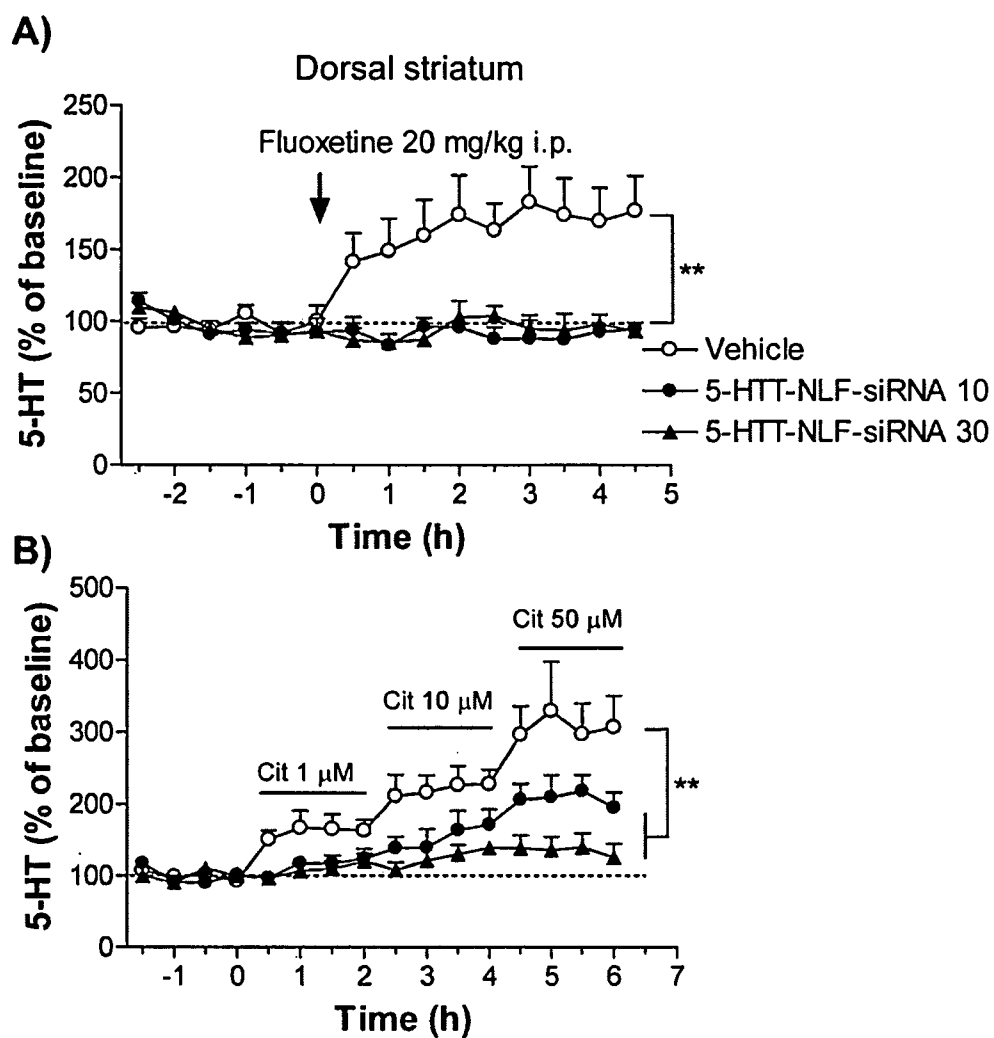 A)
Dorsal striatum
Fluoxetine 20 mg/kg i.p.
5-HT (% of baseline)
250
200
150
100
50
0
**
Vehicle
5-HTT-NLF-siRNA 10
5-HTT-NLF-siRNA 30
-2 -1 0 1 2 3 4 5
Time (h)
B)
5-HT (% of baseline)
500
400
300
200
100
0
Cit 1 μM
Cit 10 μM
Cit 50 μM
**
-1 0 1 2 3 4 5 6 7
Time (h)